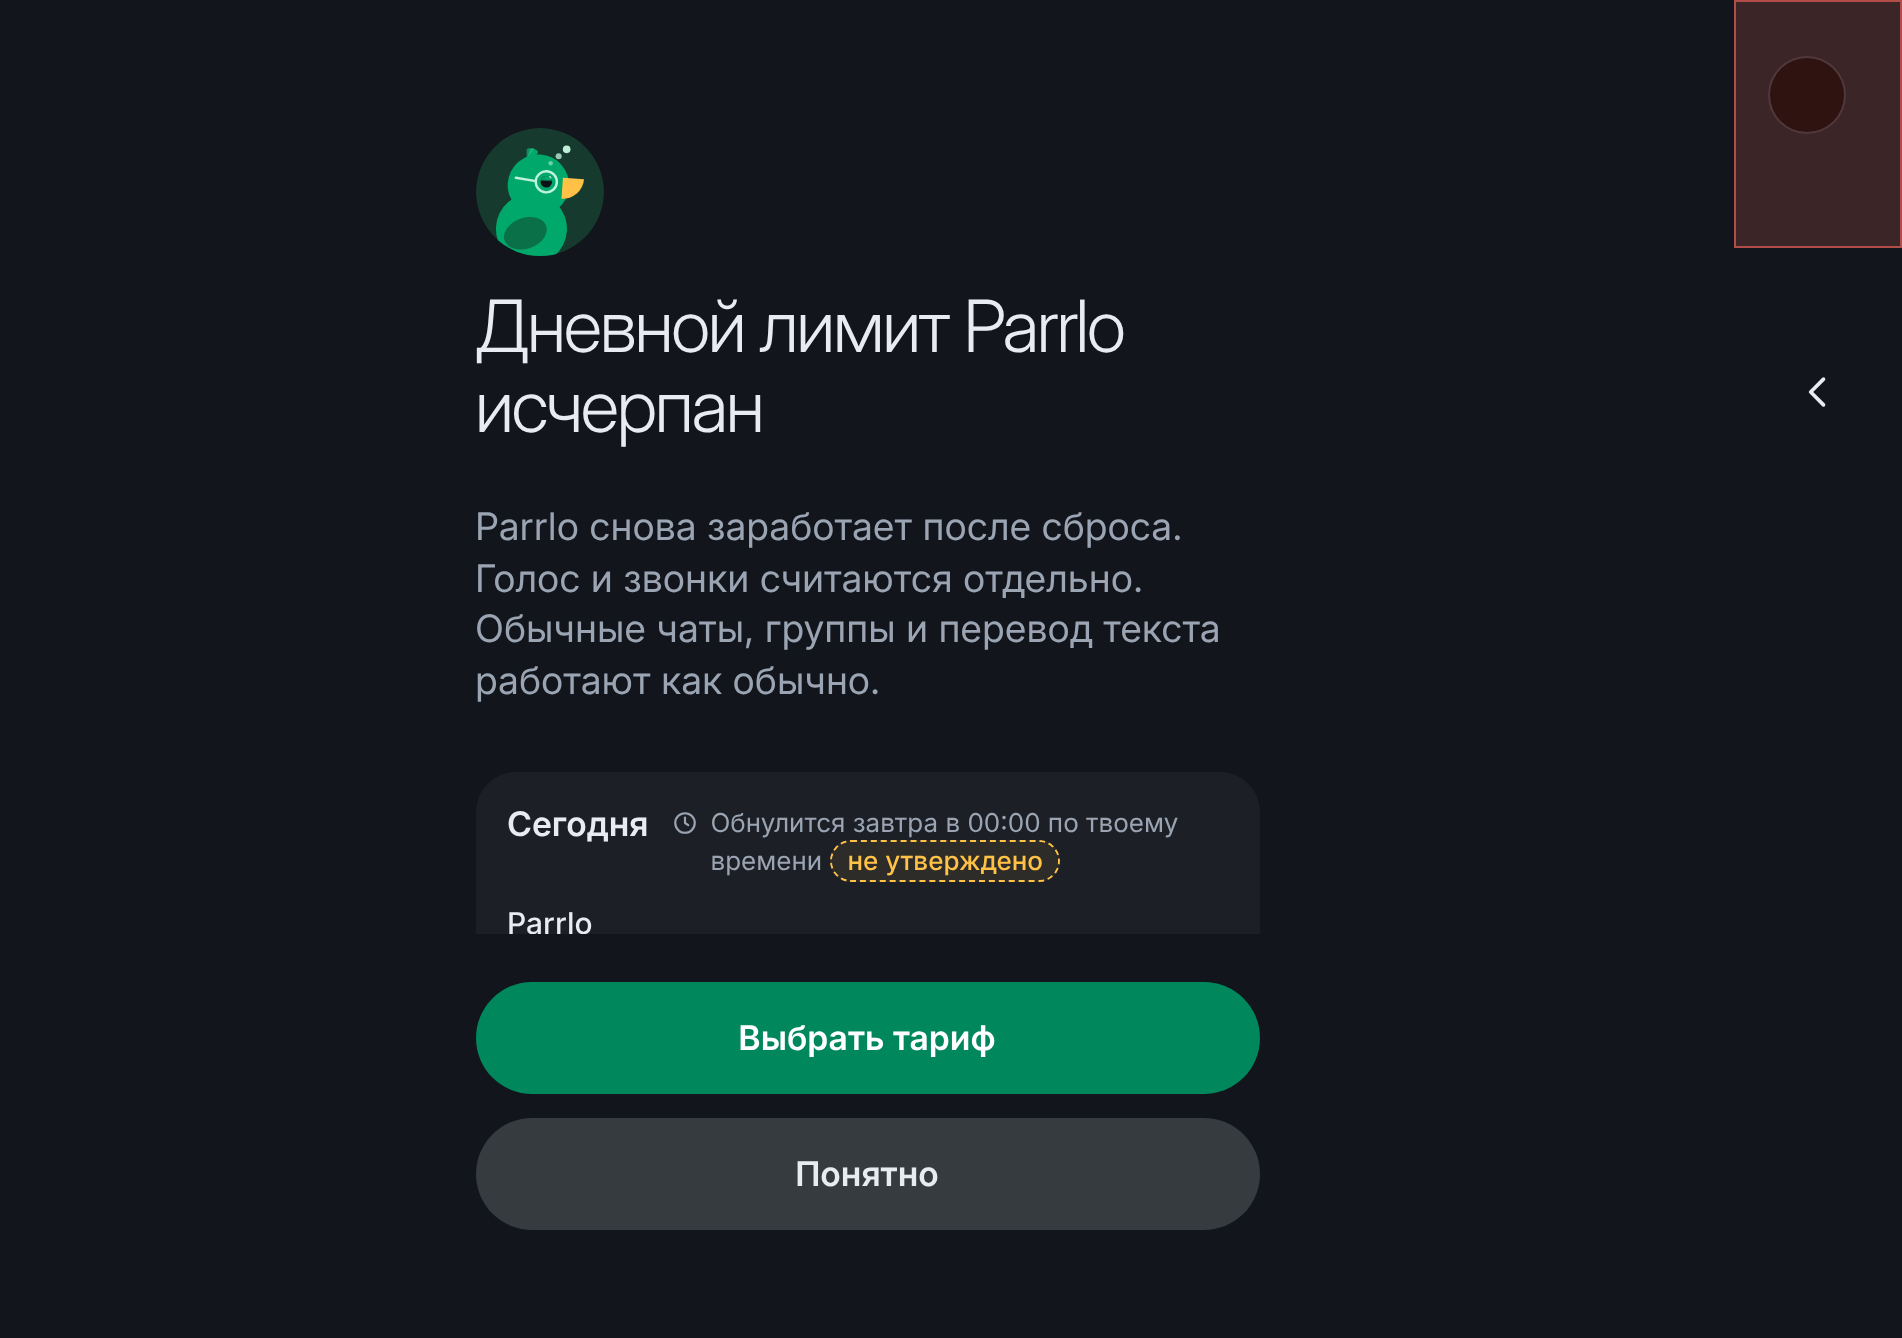 Дневной лимит Parrlo
исчерпан
Parrlo снова заработает после сброса.
Голос и звонки считаются отдельно.
Обычные чаты, группы и перевод текста
работают как обычно.
Сегодня Обнулится завтра в 00:00 по твоему
времени не утверждено
Parrlo
Выбрать тариф
Понятно